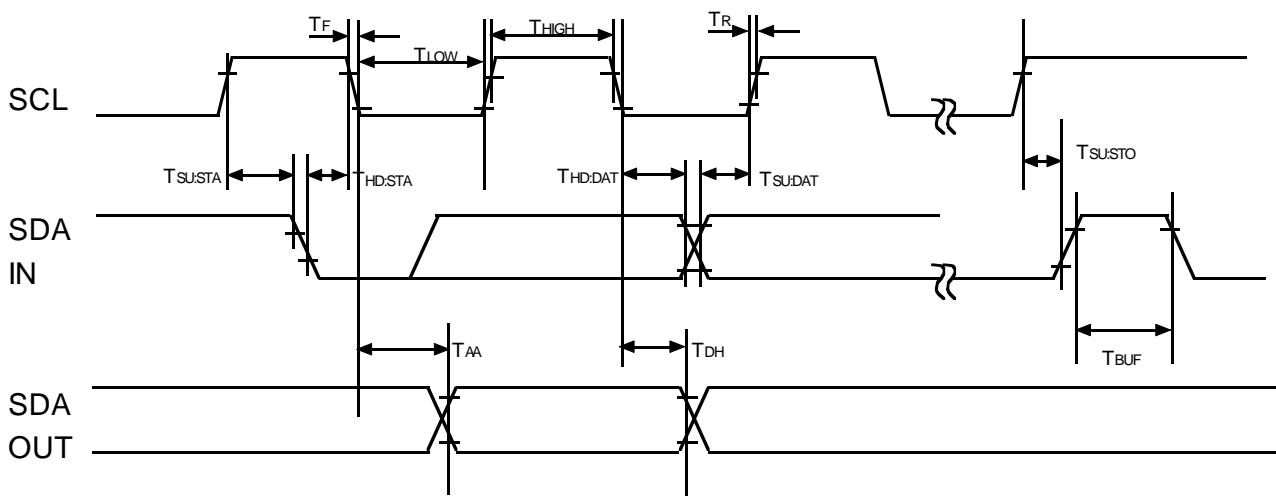 TF
TLOW
THIGH
TR
SCL
TSU:STA
THD:STA
THD:DAT
TSU:DAT
TSU:STO
SDA
IN
TAA
TDH
TBUF
SDA
OUT